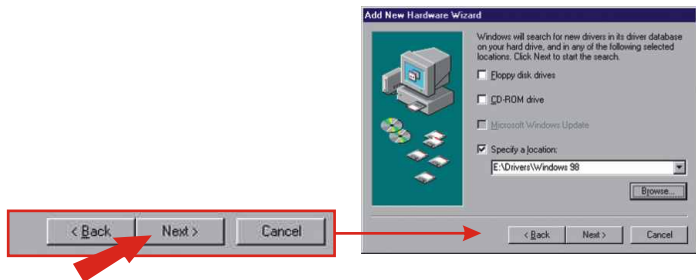 Add New Hardware Wizard
Windows will search for new drivers in its driver database
on your hard drive, and in any of the following selected
locations. Click Next to start the search.
Floppy disk drives
CD-ROM drive
Microsoft Windows Update
Specify a location:
E:\Drivers\Windows 98
Browse...
< Back Next > Cancel
< Back Next > Cancel